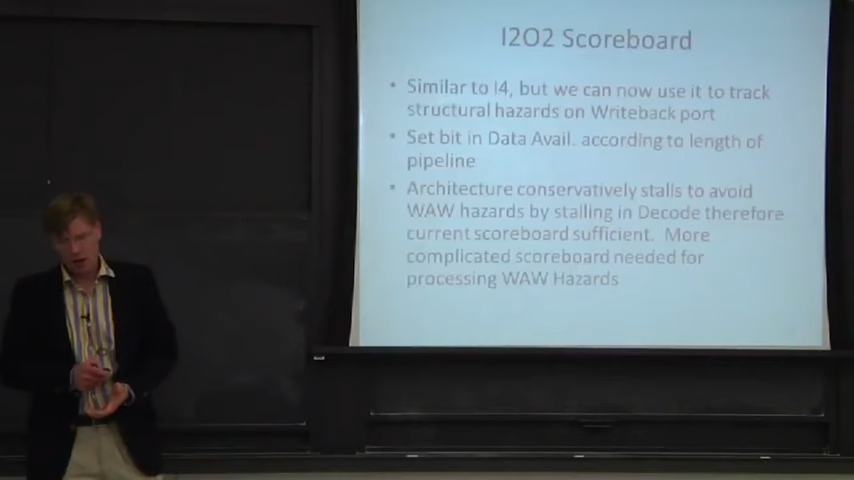 I2O2 Scoreboard
• Similar to I4, but we can now use it to track
structural hazards on Writeback port
• Set bit in Data Avail. according to length of
pipeline
• Architecture conservatively stalls to avoid
WAW hazards by stalling in Decode therefore
current scoreboard sufficient. More
complicated scoreboard needed for
processing WAW Hazards